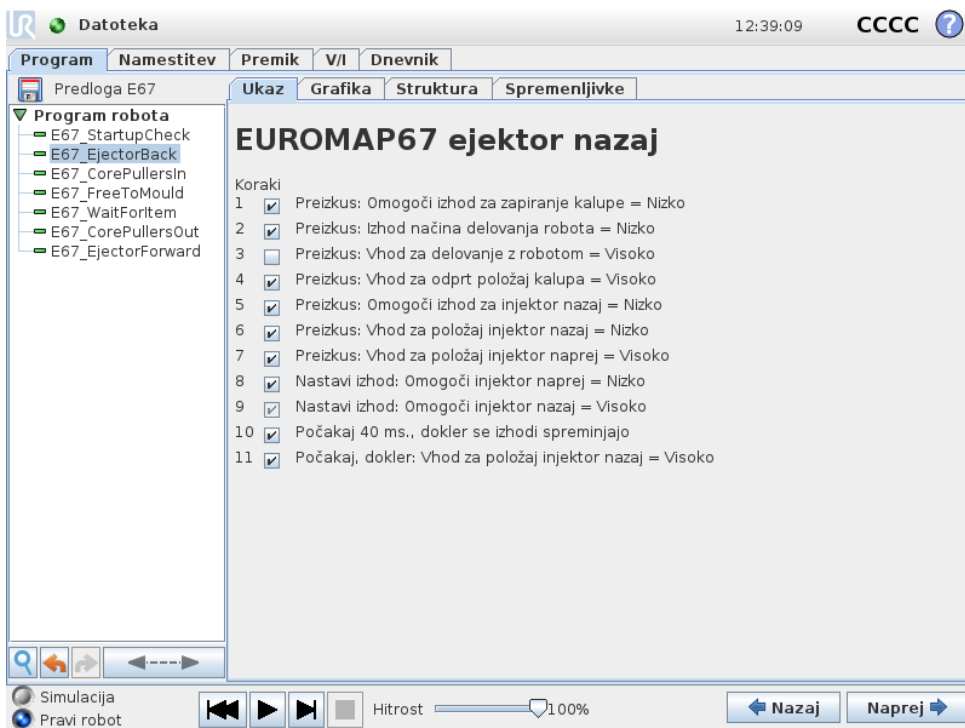 UR Datoteka 12:39:09 CCCC ?
Program Namestitev Premik V/I Dnevnik
Predloga E67 Ukaz Grafika Struktura Spremenljivke
Program robota
E67_StartupCheck
E67_EjectorBack
E67_CorePullersIn
E67_FreeToMould
E67_WaitForItem
E67_CorePullersOut
E67_EjectorForward
EUROMAP67 ejektor nazaj
Koraki
1 Preizkus: Omogoči izhod za zapiranje kalupe = Nizko
2 Preizkus: Izhod načina delovanja robota = Nizko
3 Preizkus: Vhod za delovanje z robotom = Visoko
4 Preizkus: Vhod za odprt položaj kalupa = Visoko
5 Preizkus: Omogoči izhod za injektor nazaj = Nizko
6 Preizkus: Vhod za položaj injektor nazaj = Nizko
7 Preizkus: Vhod za položaj injektor naprej = Visoko
8 Nastavi izhod: Omogoči injektor naprej = Nizko
9 Nastavi izhod: Omogoči injektor nazaj = Visoko
10 Počakaj 40 ms., dokler se izhodi spreminjajo
11 Počakaj, dokler: Vhod za položaj injektor nazaj = Visoko
Simulacija
Pravi robot
Hitrost 100% Nazaj Naprej